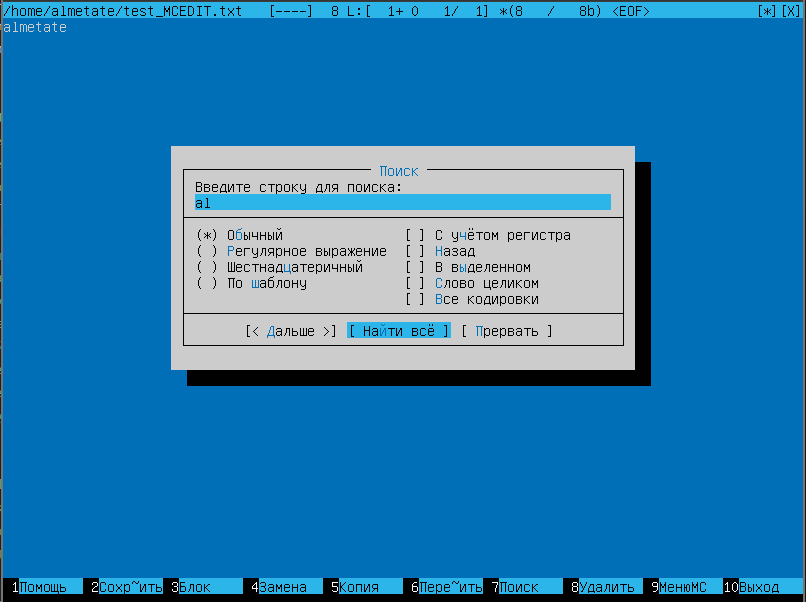 /home/almetate/test_MCEDIT.txt [----] 8 L:[ 1+ 0 1/ 1] *(8 / 8b) <EOF> [*][X]
almetate
Поиск
Введите строку для поиска:
al
(*) Обычный [ ] С учётом регистра
( ) Регулярное выражение [ ] Назад
( ) Шестнадцатеричный [ ] В выделенном
( ) По шаблону [ ] Слово целиком
[ ] Все кодировки
[< Дальше >] [ Найти всё ] [ Прервать ]
1Помощь 2Сохр~ить 3Блок 4Замена 5Копия 6Пере~ить 7Поиск 8Удалить 9МенюMC 10Выход